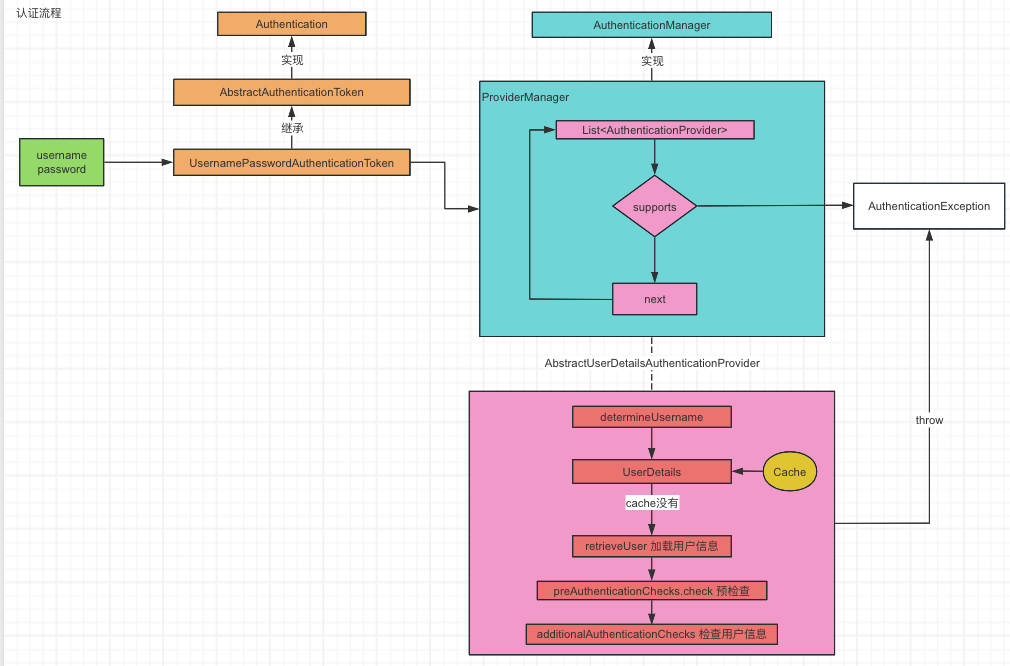 认证流程
Authentication
实现
AbstractAuthenticationToken
继承
username
password
UsernamePasswordAuthenticationToken
AuthenticationManager
实现
ProviderManager
List<AuthenticationProvider>
supports
next
AuthenticationException
AbstractUserDetailsAuthenticationProvider
determineUsername
UserDetails
Cache
cache没有
retrieveUser 加载用户信息
preAuthenticationChecks.check 预检查
additionalAuthenticationChecks 检查用户信息
throw